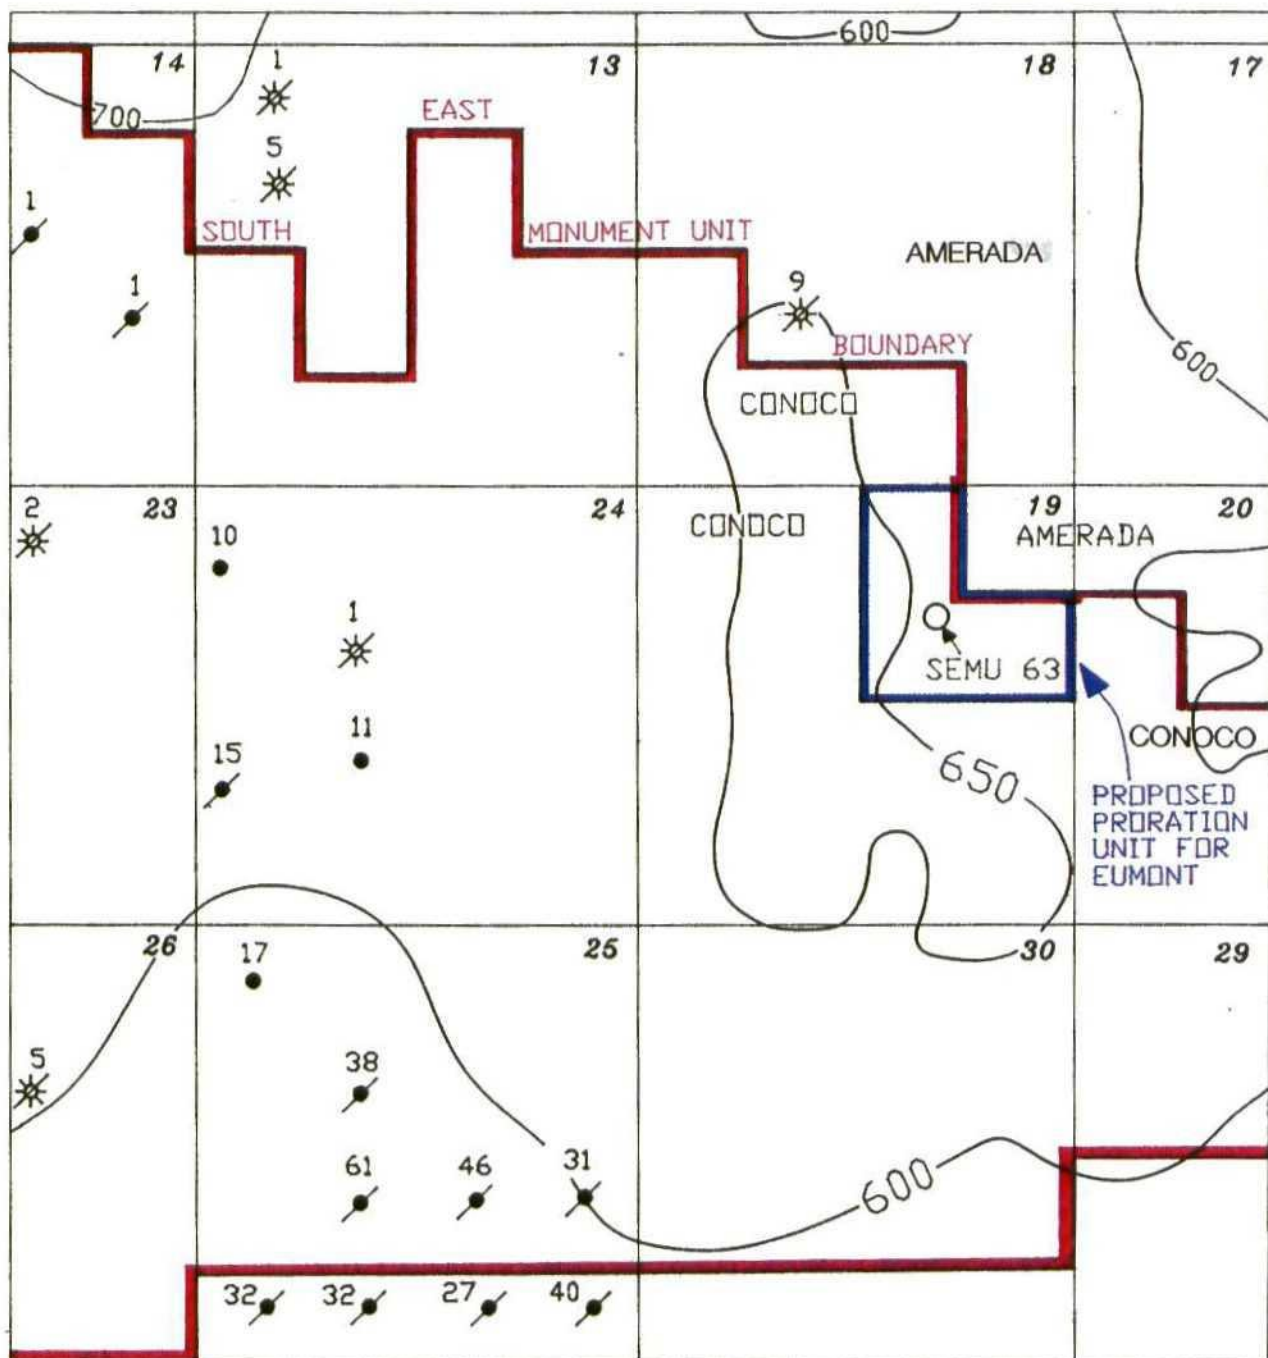 600
14
1
13
18
17
700
EAST
5
1
SOUTH
MONUMENT UNIT
AMERADA
9
1
BOUNDARY
600
CONOCO
2
23
24
19
20
10
CONOCO
AMERADA
1
SEMU 63
11
15
CONOCO
650
PROPOSED
PRORATION
UNIT FOR
EUMONT
26
17
25
30
29
5
38
61
46
31
600
32
32
27
40